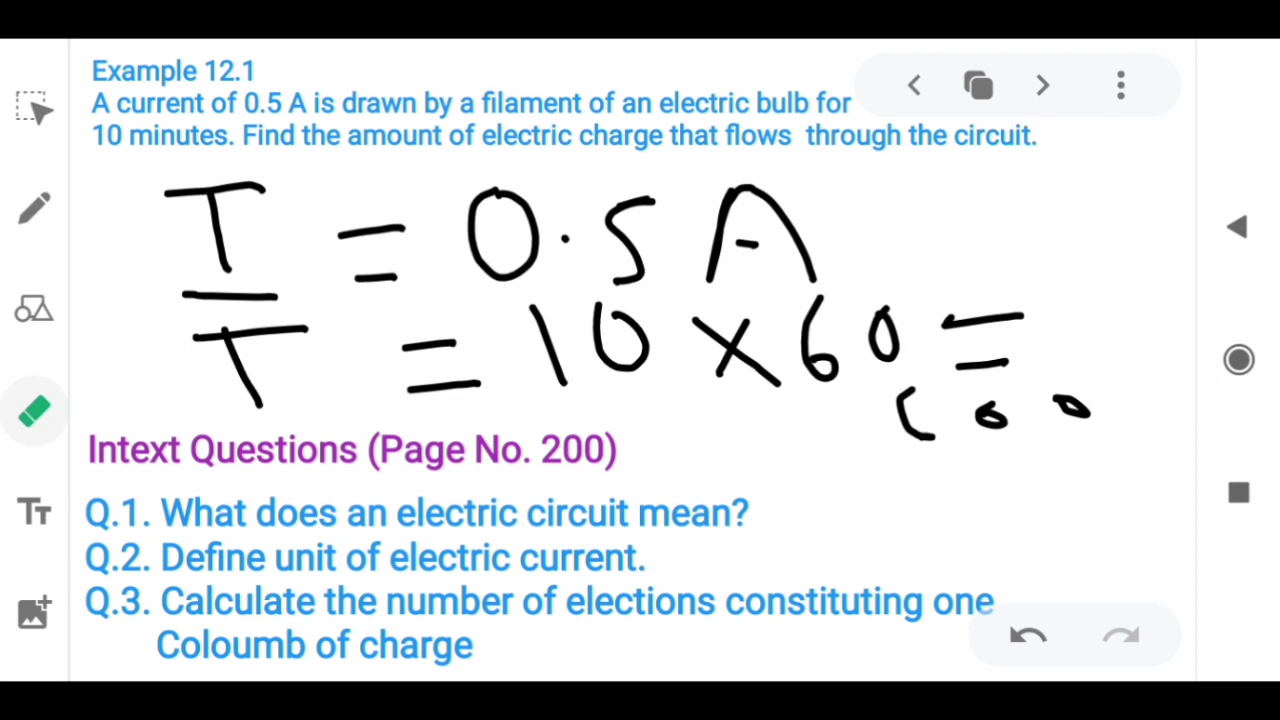 Example 12.1
A current of 0.5 A is drawn by a filament of an electric bulb for
10 minutes. Find the amount of electric charge that flows through the circuit.
I = 0.5 A
T = 10 × 60 =
600
Intext Questions (Page No. 200)
Q.1. What does an electric circuit mean?
Q.2. Define unit of electric current.
Q.3. Calculate the number of elections constituting one
Coloumb of charge
TT